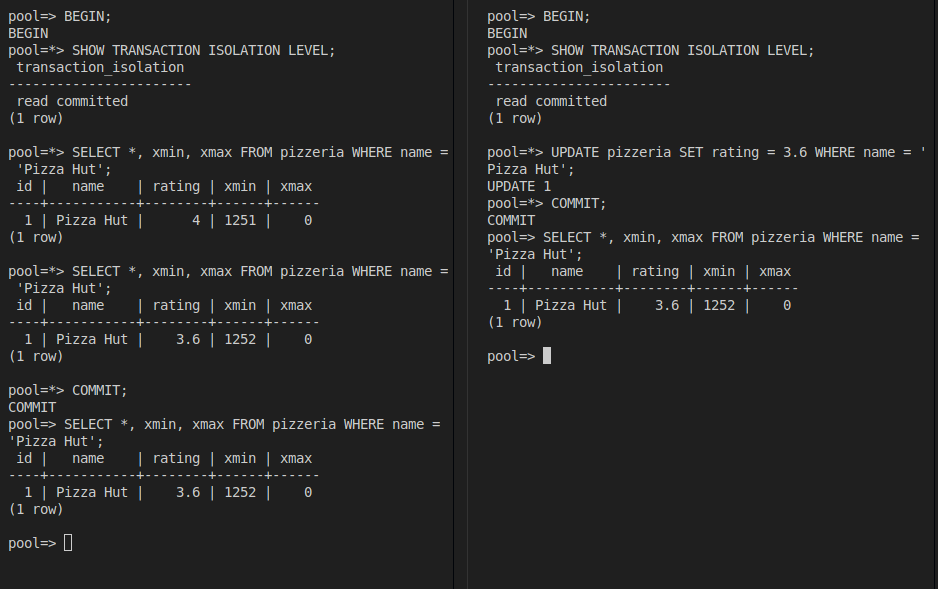 pool=> BEGIN;
BEGIN
pool=*> SHOW TRANSACTION ISOLATION LEVEL;
 transaction_isolation
-----------------------
 read committed
(1 row)

pool=*> SELECT *, xmin, xmax FROM pizzeria WHERE name =
 'Pizza Hut';
 id |   name    | rating | xmin | xmax
----+-----------+--------+------+------
  1 | Pizza Hut |      4 | 1251 |    0
(1 row)

pool=*> SELECT *, xmin, xmax FROM pizzeria WHERE name =
 'Pizza Hut';
 id |   name    | rating | xmin | xmax
----+-----------+--------+------+------
  1 | Pizza Hut |    3.6 | 1252 |    0
(1 row)

pool=*> COMMIT;
COMMIT
pool=> SELECT *, xmin, xmax FROM pizzeria WHERE name =
'Pizza Hut';
 id |   name    | rating | xmin | xmax
----+-----------+--------+------+------
  1 | Pizza Hut |    3.6 | 1252 |    0
(1 row)

pool=>
pool=> BEGIN;
BEGIN
pool=*> SHOW TRANSACTION ISOLATION LEVEL;
 transaction_isolation
-----------------------
 read committed
(1 row)

pool=*> UPDATE pizzeria SET rating = 3.6 WHERE name = '
Pizza Hut';
UPDATE 1
pool=*> COMMIT;
COMMIT
pool=> SELECT *, xmin, xmax FROM pizzeria WHERE name =
'Pizza Hut';
 id |   name    | rating | xmin | xmax
----+-----------+--------+------+------
  1 | Pizza Hut |    3.6 | 1252 |    0
(1 row)

pool=>